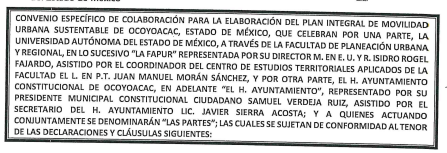 CONVENIO ESPECÍFICO DE COLABORACIÓN PARA LA ELABORACIÓN DEL PLAN INTEGRAL DE MOVILIDAD
URBANA SUSTENTABLE DE OCOYOACAC, ESTADO DE MÉXICO, QUE CELEBRAN POR UNA PARTE, LA
UNIVERSIDAD AUTÓNOMA DEL ESTADO DE MÉXICO, A TRAVÉS DE LA FACULTAD DE PLANEACIÓN URBANA
Y REGIONAL, EN LO SUCESIVO "LA FAPUR" REPRESENTADA POR SU DIRECTOR M. EN E. U. Y R. ISIDRO ROGEL
FAJARDO, ASISTIDO POR EL COORDINADOR DEL CENTRO DE ESTUDIOS TERRITORIALES APLICADOS DE LA
FACULTAD EL L. EN P.T. JUAN MANUEL MORÁN SÁNCHEZ, Y POR OTRA PARTE, EL H. AYUNTAMIENTO
CONSTITUCIONAL DE OCOYOACAC, EN ADELANTE "EL H. AYUNTAMIENTO", REPRESENTADO POR SU
PRESIDENTE MUNICIPAL CONSTITUCIONAL CIUDADANO SAMUEL VERDEJA RUIZ, ASISTIDO POR EL
SECRETARIO DEL H. AYUNTAMIENTO LIC. JAVIER SIERRA ACOSTA; Y A QUIENES ACTUANDO
CONJUNTAMENTE SE DENOMINARÁN "LAS PARTES"; LAS CUALES SE SUJETAN DE CONFORMIDAD AL TENOR
DE LAS DECLARACIONES Y CLÁUSULAS SIGUIENTES: